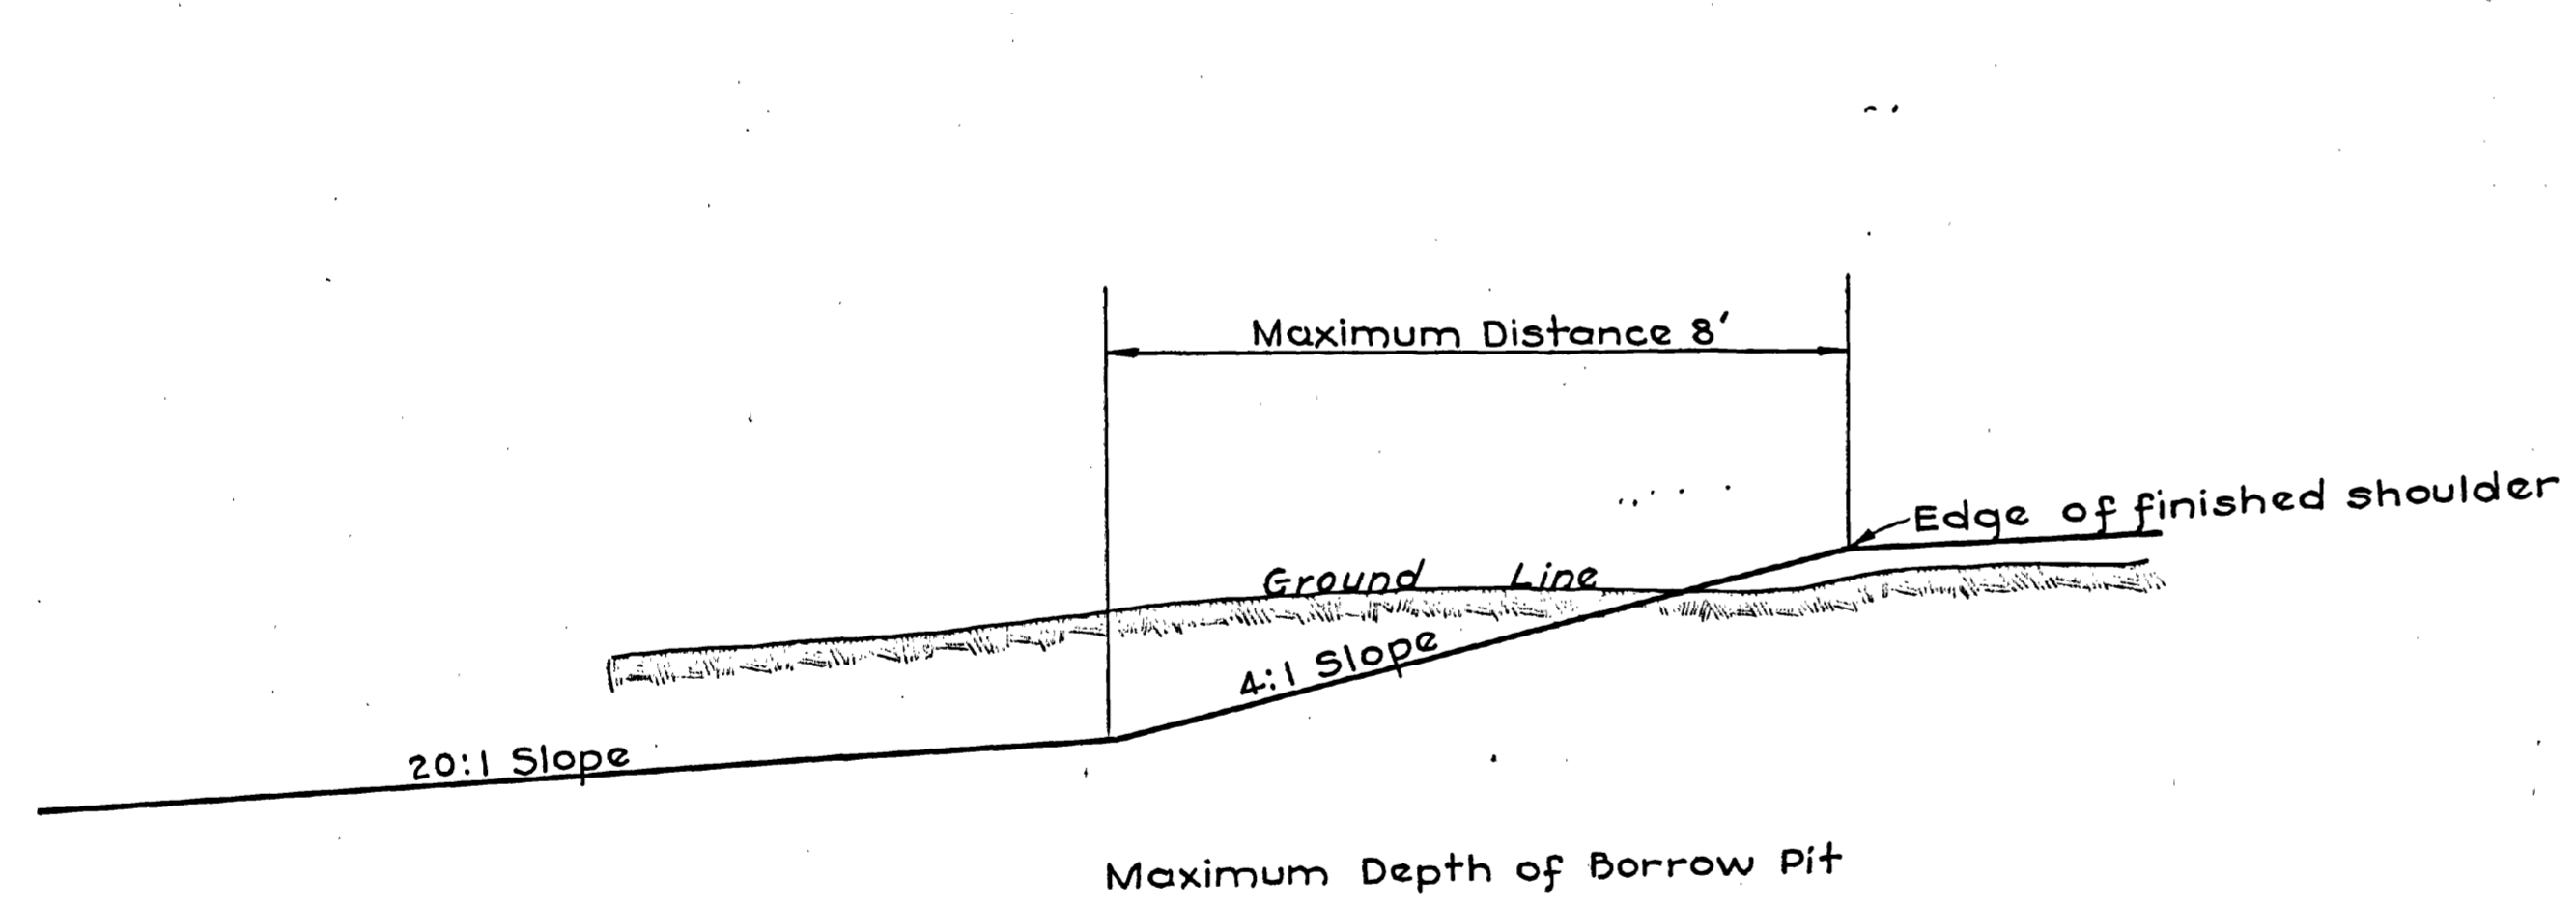 Maximum Distance 8'
Edge of finished shoulder
Ground Line
4:1 Slope
20:1 Slope
Maximum Depth of Borrow Pit